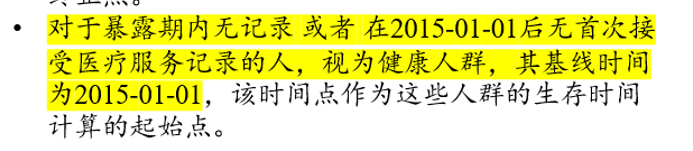 • 对于暴露期内无记录 或者 在2015-01-01后无首次接
受医疗服务记录的人，视为健康人群，其基线时间
为2015-01-01，该时间点作为这些人群的生存时间
计算的起始点。